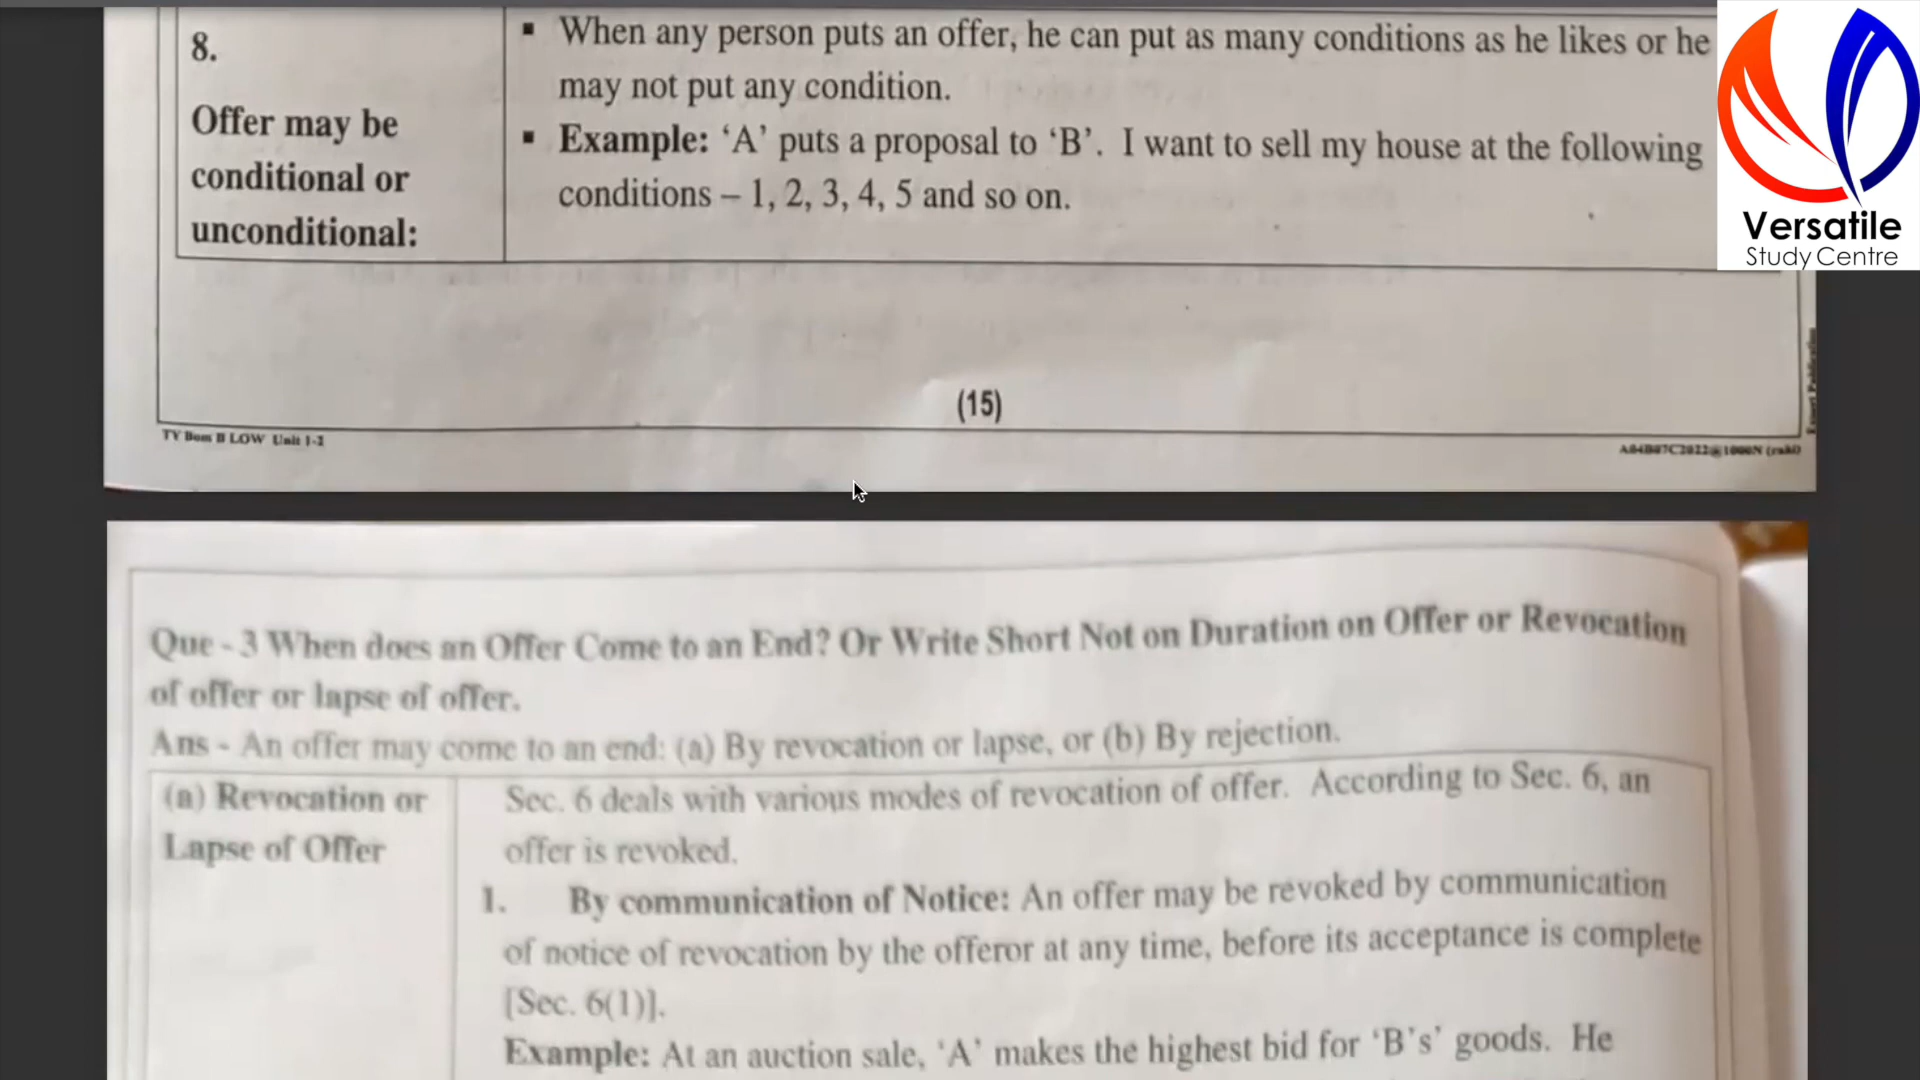 8.
Offer may be
conditional or
unconditional:
▪ When any person puts an offer, he can put as many conditions as he likes or he
may not put any condition.
▪ Example: ‘A’ puts a proposal to ‘B’. I want to sell my house at the following
conditions – 1, 2, 3, 4, 5 and so on.
Versatile
Study Centre
(15)
TY Bom B LOW Unit 1-2
Que - 3 When does an Offer Come to an End? Or Write Short Not on Duration on Offer or Revocation
of offer or lapse of offer.
Ans - An offer may come to an end: (a) By revocation or lapse, or (b) By rejection.
(a) Revocation or
Lapse of Offer
Sec. 6 deals with various modes of revocation of offer. According to Sec. 6, an
offer is revoked.
1. By communication of Notice: An offer may be revoked by communication
of notice of revocation by the offeror at any time, before its acceptance is complete
[Sec. 6(1)].
Example: At an auction sale, ‘A’ makes the highest bid for ‘B’s’ goods. He